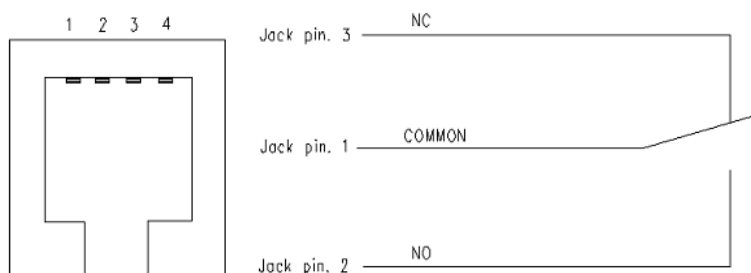 1 2 3 4
Jack pin. 3 NC
Jack pin. 1 COMMON
Jack pin. 2 NO